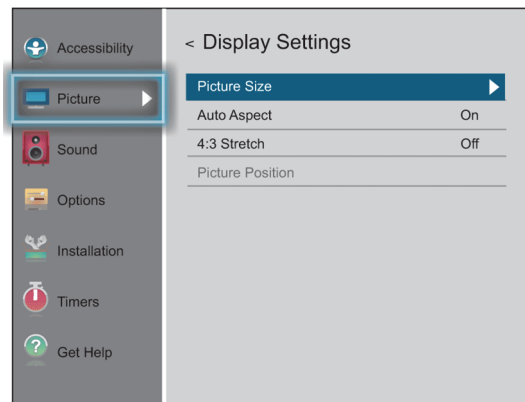 Accessibility
Picture
Sound
Options
Installation
Timers
Get Help
< Display Settings
Picture Size
Auto Aspect On
4:3 Stretch Off
Picture Position